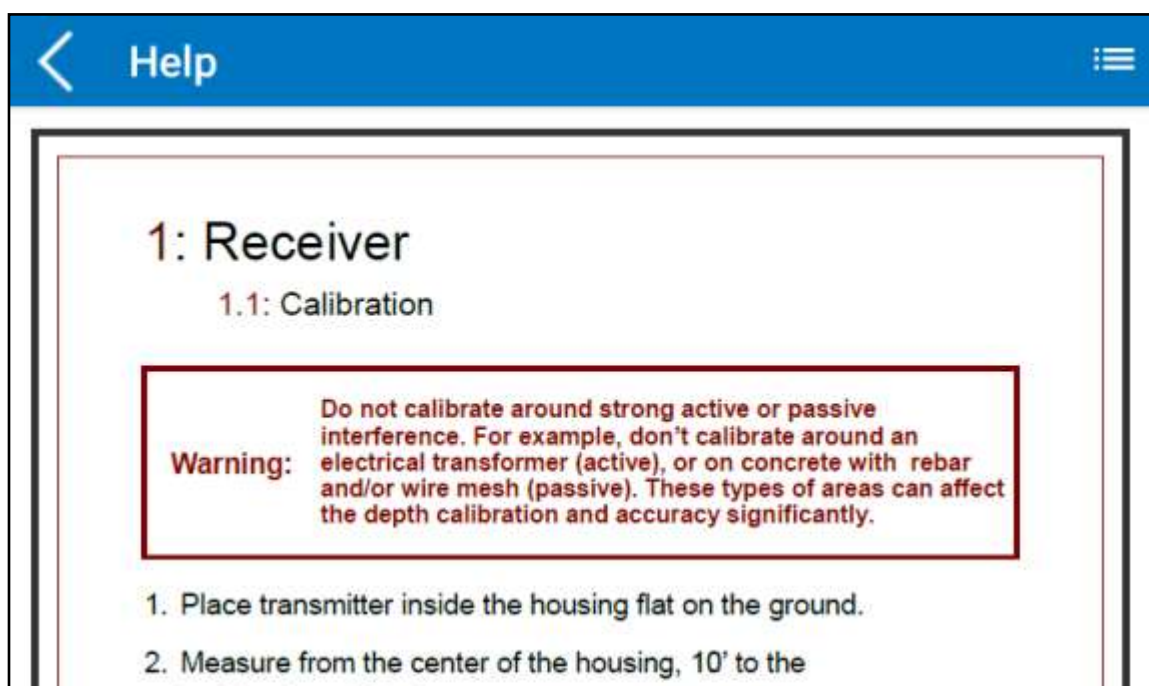 Help
1: Receiver
1.1: Calibration
Do not calibrate around strong active or passive
interference. For example, don't calibrate around an
Warning: electrical transformer (active), or on concrete with rebar
and/or wire mesh (passive). These types of areas can affect
the depth calibration and accuracy significantly.
1. Place transmitter inside the housing flat on the ground.
2. Measure from the center of the housing, 10' to the